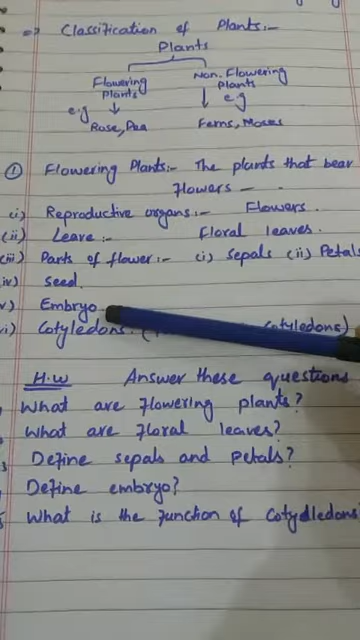 => Classification of Plants:-
Plants
Flowering Plants
Non. Flowering Plants
e.g
e.g
Rose, Pea
Ferns, Moses
① Flowering Plants:- The plants that bear
flowers -
(i) Reproductive organs:- Flowers.
(ii) Leave:- Floral leaves.
(iii) Parts of flower:- (i) Sepals (ii) Petals
iv) Seed.
v) Embryo
vi) Cotyledons. ( Cotyledons)
H.W Answer these questions
What are flowering plants?
What are floral leaves?
Define sepals and petals?
Define embryo?
What is the function of Cotydledons